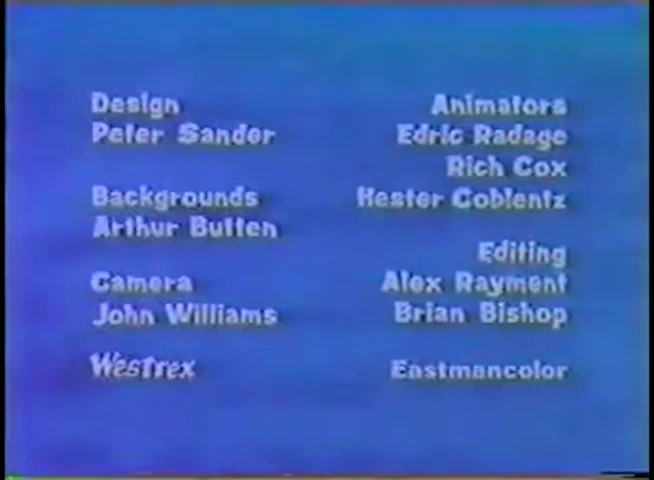 Design
Peter Sander
Backgrounds
Arthur Butten
Camera
John Williams
Westrex
Animators
Edric Radage
Rich Cox
Hester Coblentz
Editing
Alex Rayment
Brian Bishop
Eastmancolor